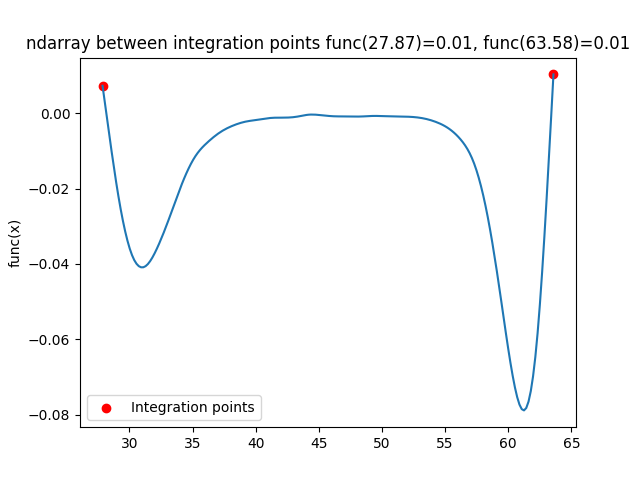 ndarray between integration points func(27.87)=0.01, func(63.58)=0.01
0.00
−0.02
−0.04
−0.06
−0.08
func(x)
Integration points
30 35 40 45 50 55 60 65